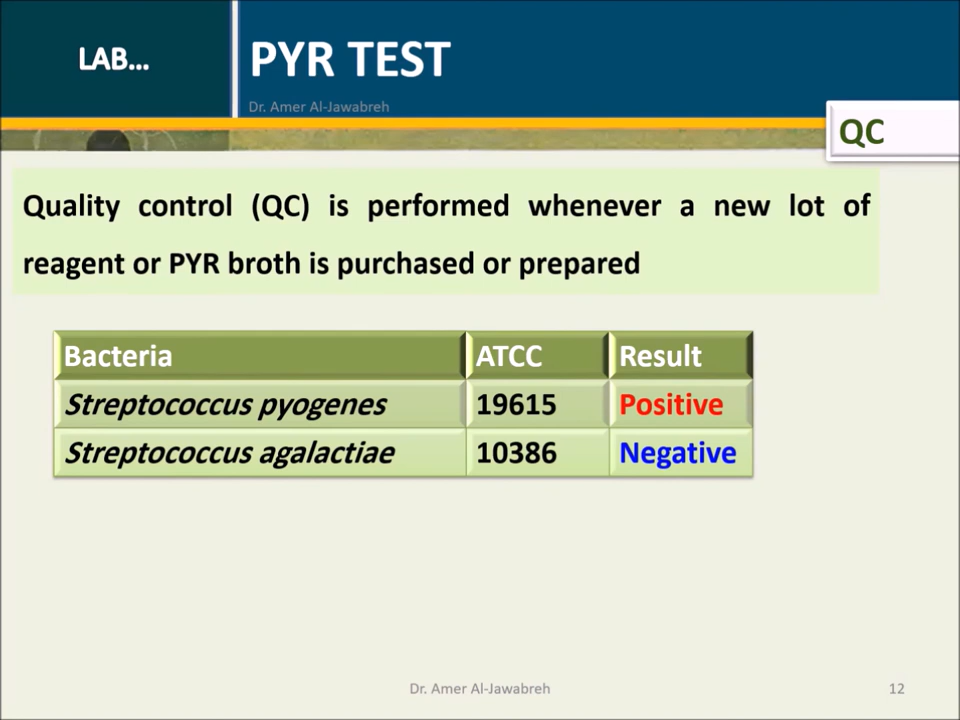 LAB...
PYR TEST
Dr. Amer Al-Jawabreh
QC
Quality control (QC) is performed whenever a new lot of
reagent or PYR broth is purchased or prepared
Bacteria ATCC Result
Streptococcus pyogenes 19615 Positive
Streptococcus agalactiae 10386 Negative
Dr. Amer Al-Jawabreh 12